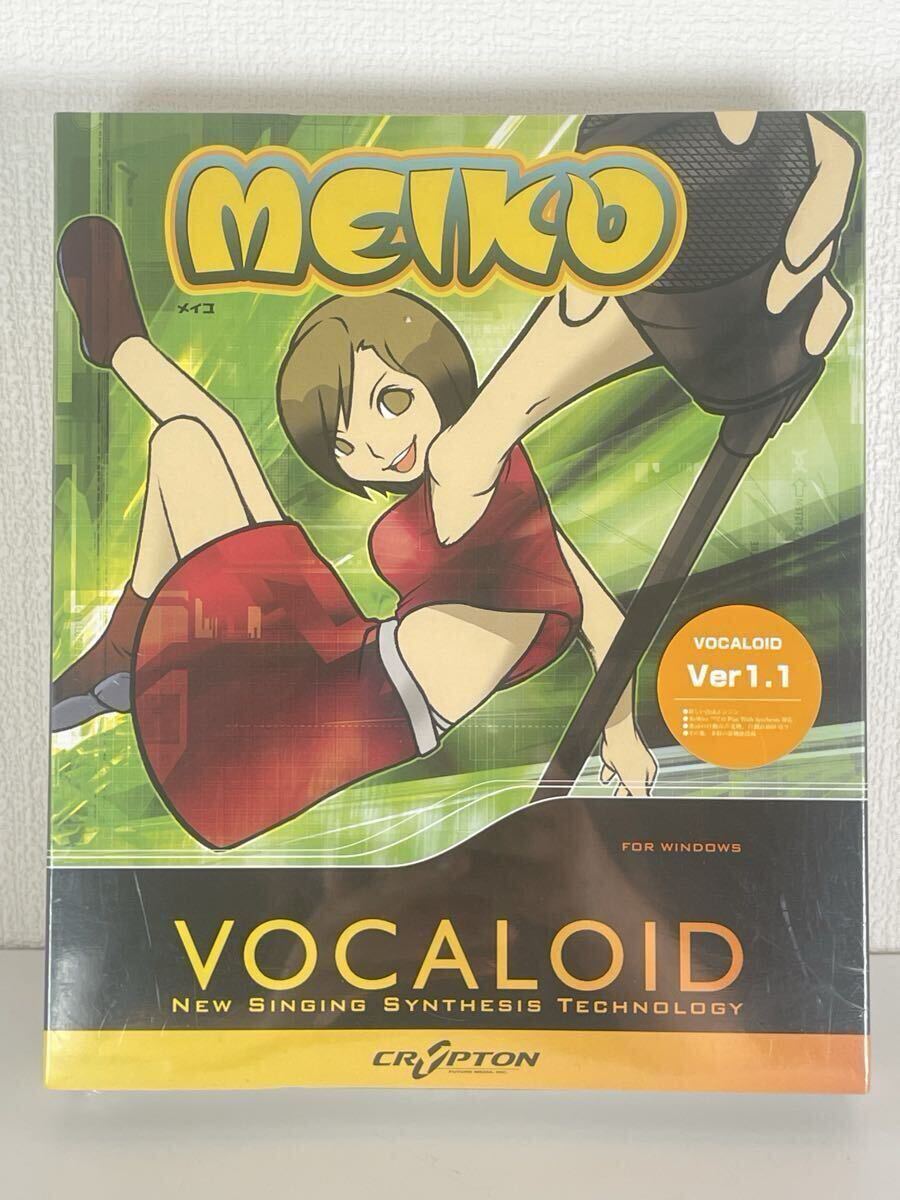 MEIKO
メイコ
VOCALOID
Ver1.1
FOR WINDOWS
VOCALOID
NEW SINGING SYNTHESIS TECHNOLOGY
CRYPTON
FUTURE MEDIA, INC.